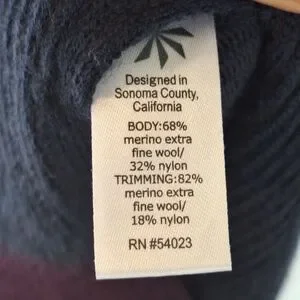 Designed in
Sonoma County,
California
BODY:68%
merino extra
fine wool/
32% nylon
TRIMMING:82%
merino extra
fine wool/
18% nylon
RN #54023